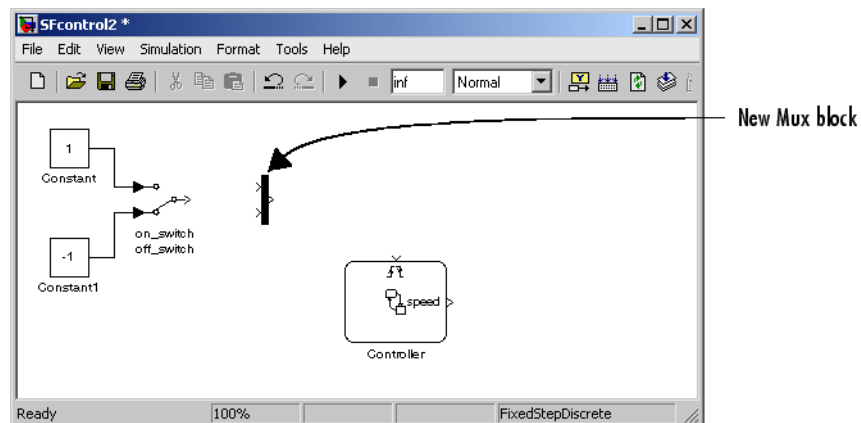 SFcontrol2 *
File Edit View Simulation Format Tools Help
inf Normal
New Mux block
1
Constant
on_switch
off_switch
-1
Constant1
speed
Controller
Ready 100% FixedStepDiscrete